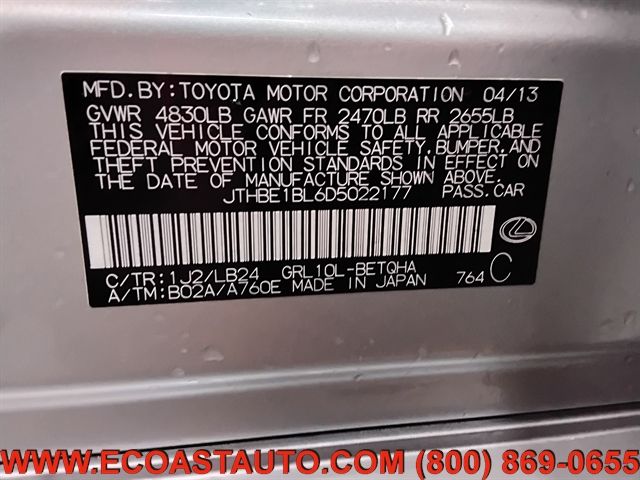 MFD.BY:TOYOTA MOTOR CORPORATION 04/13
GVWR 4830LB GAWR FR 2470LB RR 2655LB
THIS VEHICLE CONFORMS TO ALL APPLICABLE
FEDERAL MOTOR VEHICLE SAFETY,BUMPER,AND
THEFT PREVENTION STANDARDS IN EFFECT ON
THE DATE OF MANUFACTURE SHOWN ABOVE.
JTHBE1BL6D5022177 PASS.CAR
C/TR:1J2/LB24 GRL10L-BETQHA
A/TM:B02A/A760E MADE IN JAPAN 764 C
WWW.ECOASTAUTO.COM (800) 869-0655